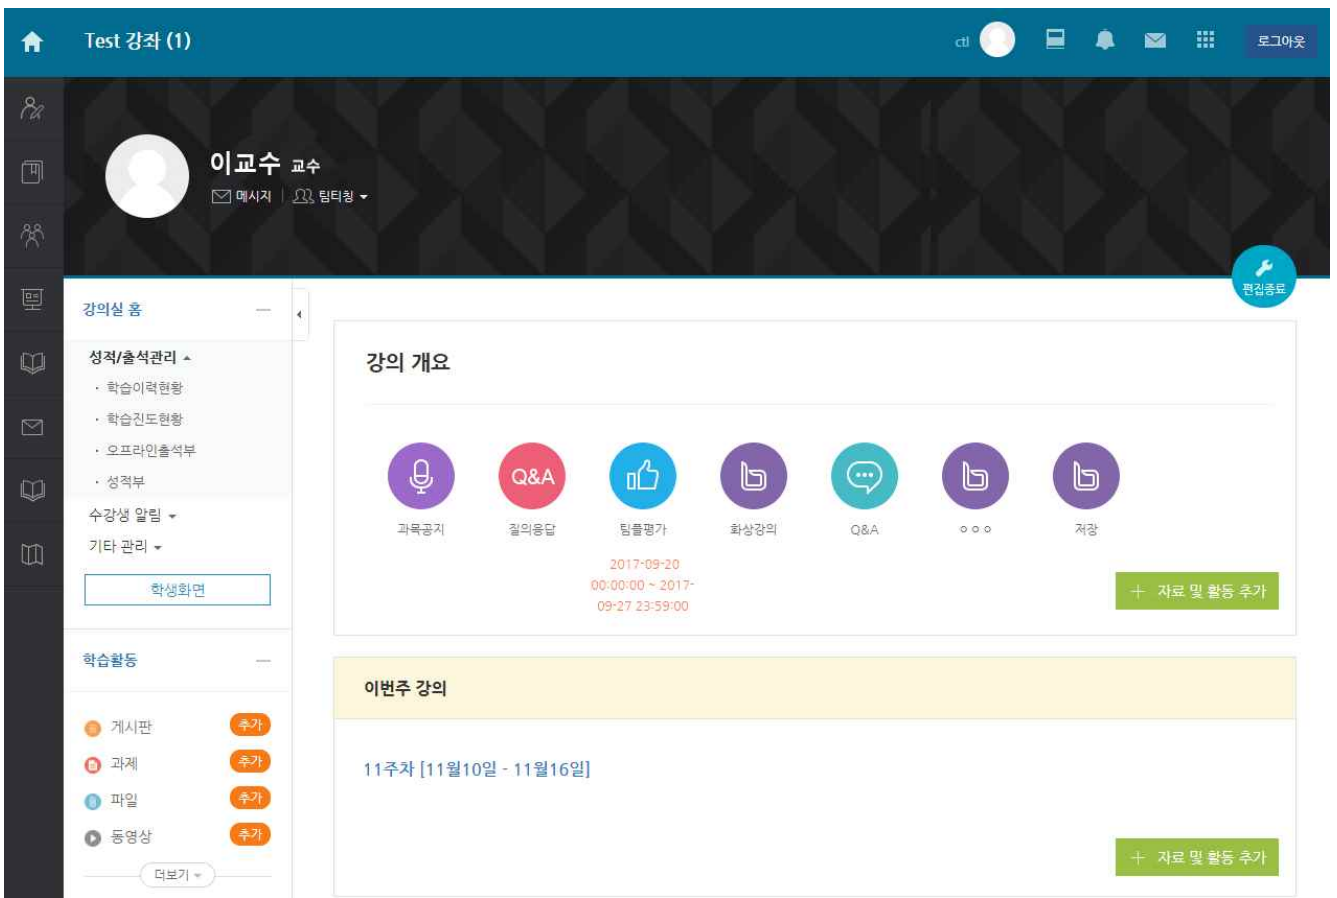 Test 강좌 (1)
ctl
로그아웃
이교수 교수
메시지 | 팀티칭
편집종료
강의실 홈
성적/출석관리
· 학습이력현황
· 학습진도현황
· 오프라인출석부
· 성적부
수강생 알림
기타 관리
학생화면
학습활동
게시판 추가
과제 추가
파일 추가
동영상 추가
더보기
강의 개요
Q&A
과목공지 질의응답 팀플평가 화상강의 Q&A ㅇㅇㅇ 저장
2017-09-20
00:00:00 ~ 2017-
09-27 23:59:00
+ 자료 및 활동 추가
이번주 강의
11주차 [11월10일 - 11월16일]
+ 자료 및 활동 추가